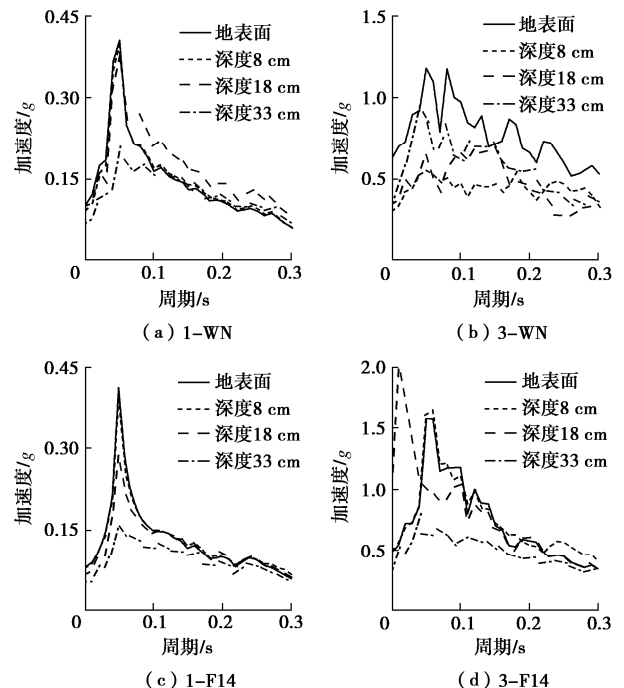 0.45
地表面
深度8 cm
深度18 cm
深度33 cm
0.30
加速度/g
0.15
0
0.1
0.2
0.3
周期/s
（a）1-WN
1.5
地表面
深度8 cm
深度18 cm
深度33 cm
1.0
加速度/g
0.5
0
0.1
0.2
0.3
周期/s
（b）3-WN
0.45
地表面
深度8 cm
深度18 cm
深度33 cm
0.30
加速度/g
0.15
0
0.1
0.2
0.3
周期/s
（c）1-F14
2.0
地表面
深度8 cm
深度18 cm
深度33 cm
1.5
1.0
加速度/g
0.5
0
0.1
0.2
0.3
周期/s
（d）3-F14